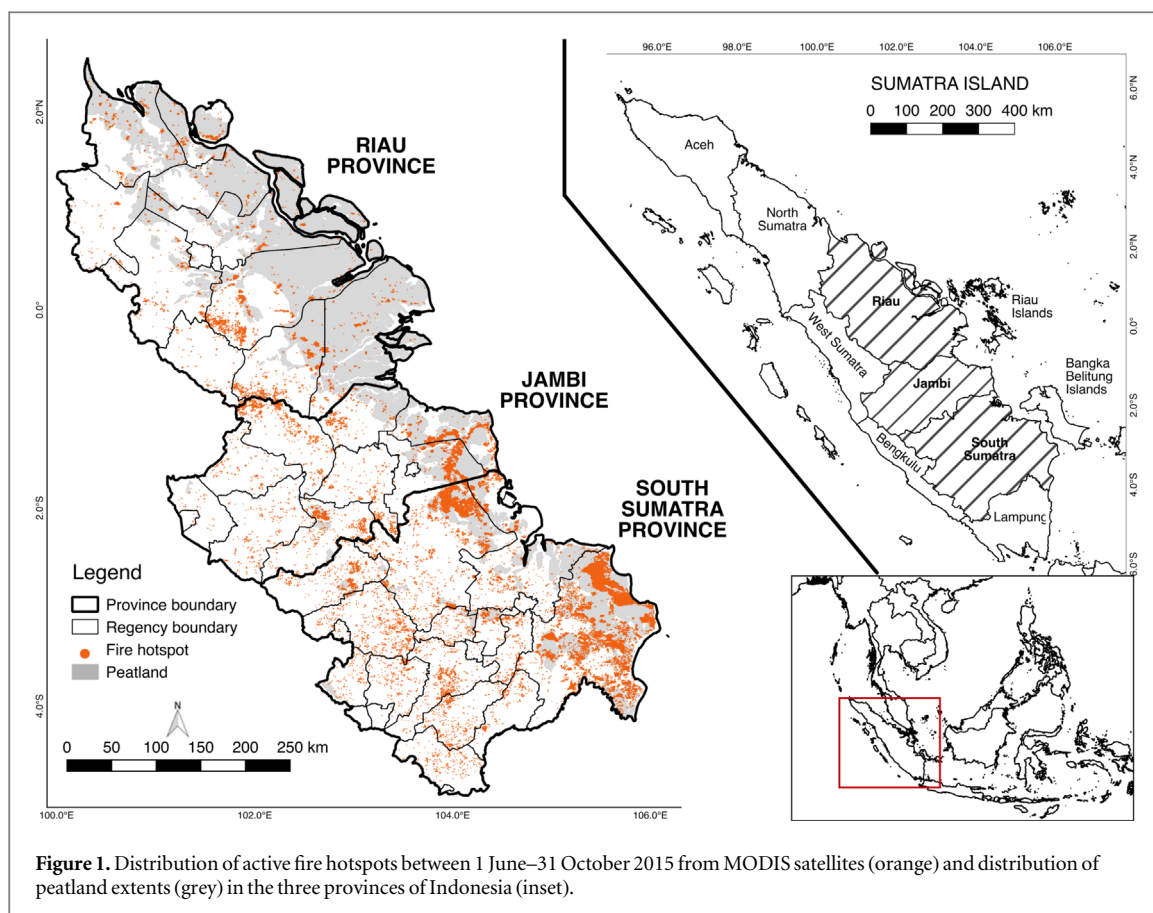 96.0°E 98.0°E 100.0°E 102.0°E 104.0°E 106.0°E
SUMATRA ISLAND
0 100 200 300 400 km
6.0°N
4.0°N
2.0°N
0.0°
2.0°S
4.0°S
6.0°S
Aceh
North
Sumatra
Riau
Riau
Islands
West Sumatra
Jambi
Bangka
Belitung
Islands
South
Sumatra
Bengkulu
Lampung
2.0°N
0.0°
2.0°S
4.0°S
RIAU
PROVINCE
JAMBI
PROVINCE
SOUTH
SUMATRA
PROVINCE
Legend
Province boundary
Regency boundary
Fire hotspot
Peatland
N
0 50 100 150 200 250 km
100.0°E 102.0°E 104.0°E 106.0°E
Figure 1. Distribution of active fire hotspots between 1 June–31 October 2015 from MODIS satellites (orange) and distribution of
peatland extents (grey) in the three provinces of Indonesia (inset).